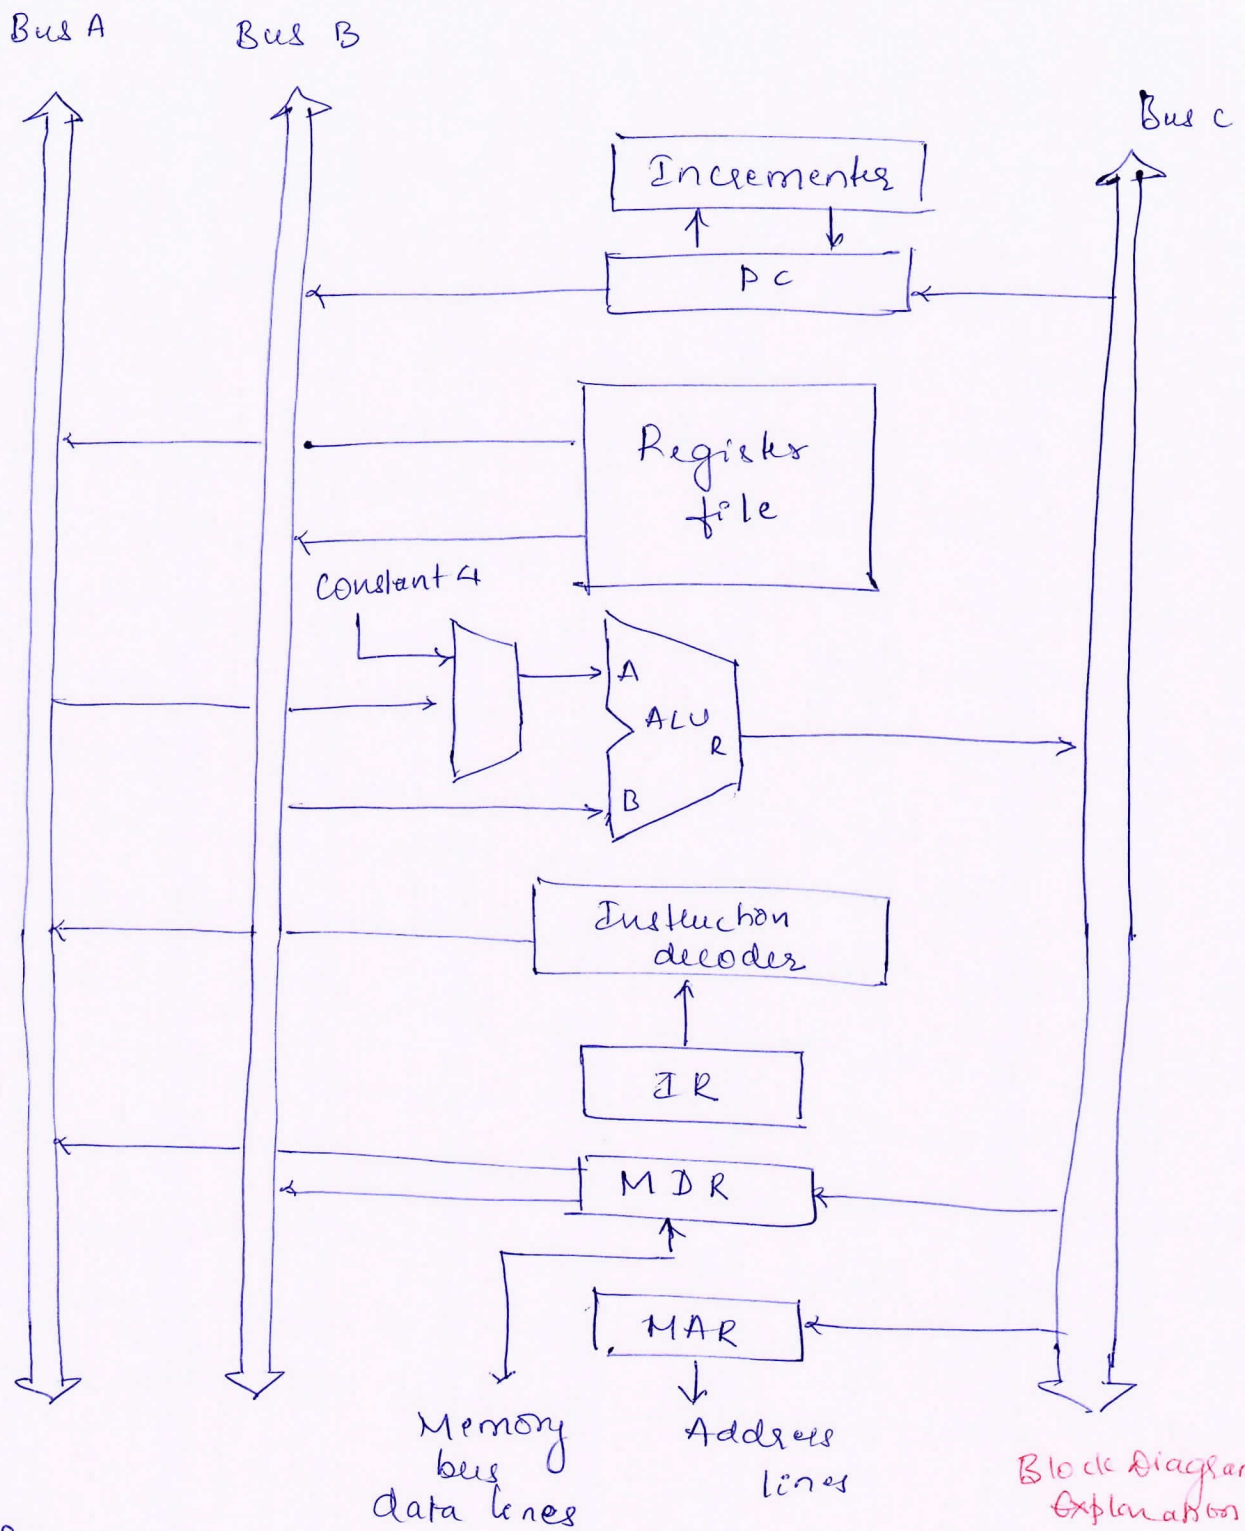 Bus A
Bus B
Bus C
Incrementer
PC
Register
file
Constant 4
A
ALU
R
B
Instruction
decoder
IR
MDR
MAR
Memory
bus
data lines
Address
lines
Block Diagram
Explanation